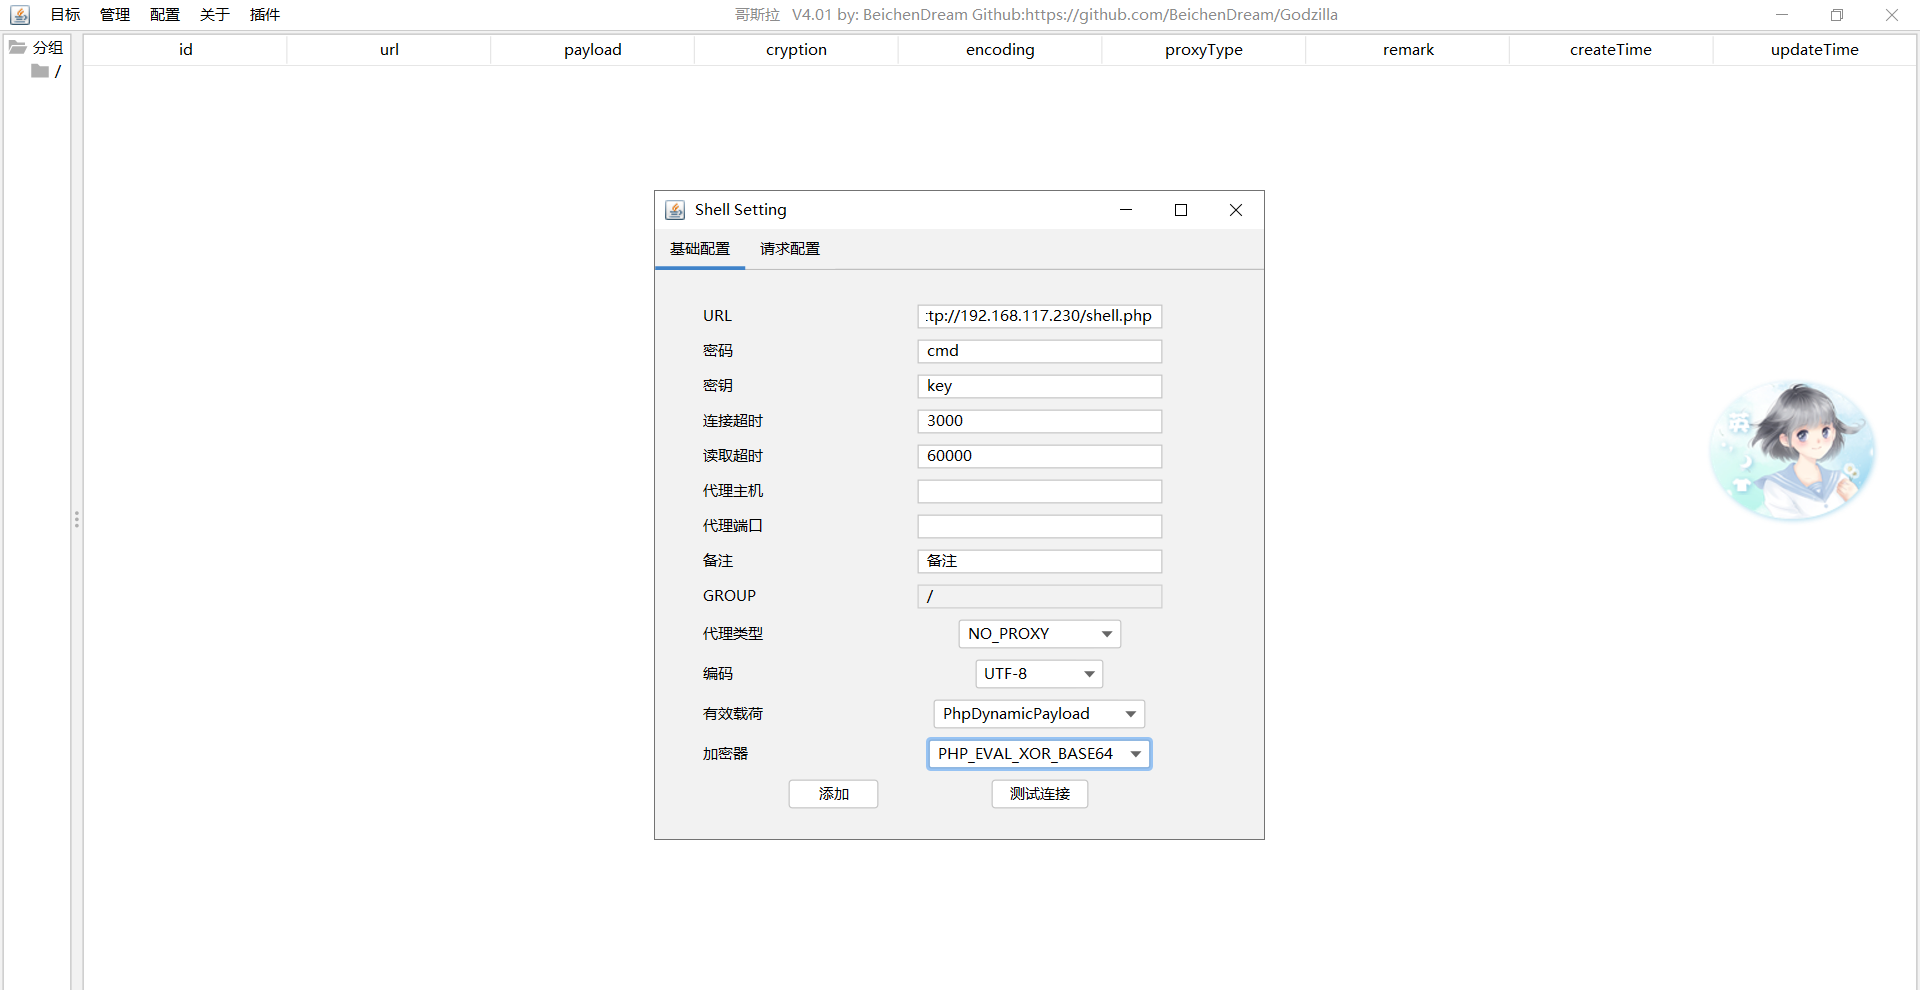 目标 管理 配置 关于 插件
哥斯拉 V4.01 by: BeichenDream Github:https://github.com/BeichenDream/Godzilla
分组
/
id url payload cryption encoding proxyType remark createTime updateTime
Shell Setting
基础配置 请求配置
URL :tp://192.168.117.230/shell.php
密码 cmd
密钥 key
连接超时 3000
读取超时 60000
代理主机
代理端口
备注 备注
GROUP /
代理类型 NO_PROXY
编码 UTF-8
有效载荷 PhpDynamicPayload
加密器 PHP_EVAL_XOR_BASE64
添加 测试连接
英